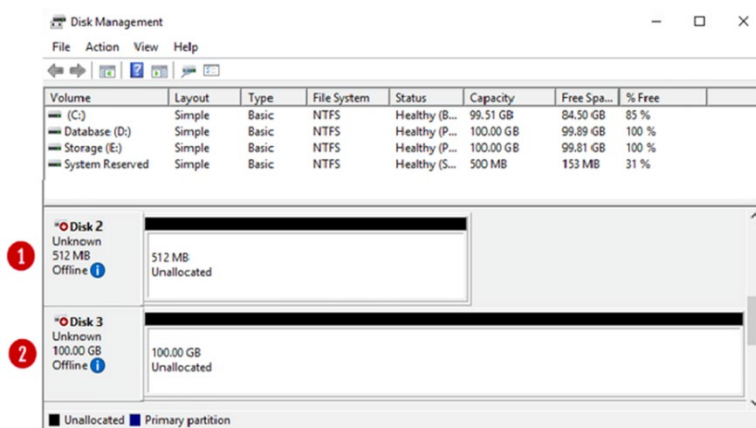 Disk Management
File Action View Help
Volume Layout Type File System Status Capacity Free Spa... % Free
(C:) Simple Basic NTFS Healthy (B... 99.51 GB 84.50 GB 85 %
Database (D:) Simple Basic NTFS Healthy (P... 100.00 GB 99.89 GB 100 %
Storage (E:) Simple Basic NTFS Healthy (P... 100.00 GB 99.81 GB 100 %
System Reserved Simple Basic NTFS Healthy (S... 500 MB 153 MB 31 %
1
Disk 2
Unknown
512 MB
Offline
512 MB
Unallocated
2
Disk 3
Unknown
100.00 GB
Offline
100.00 GB
Unallocated
Unallocated Primary partition